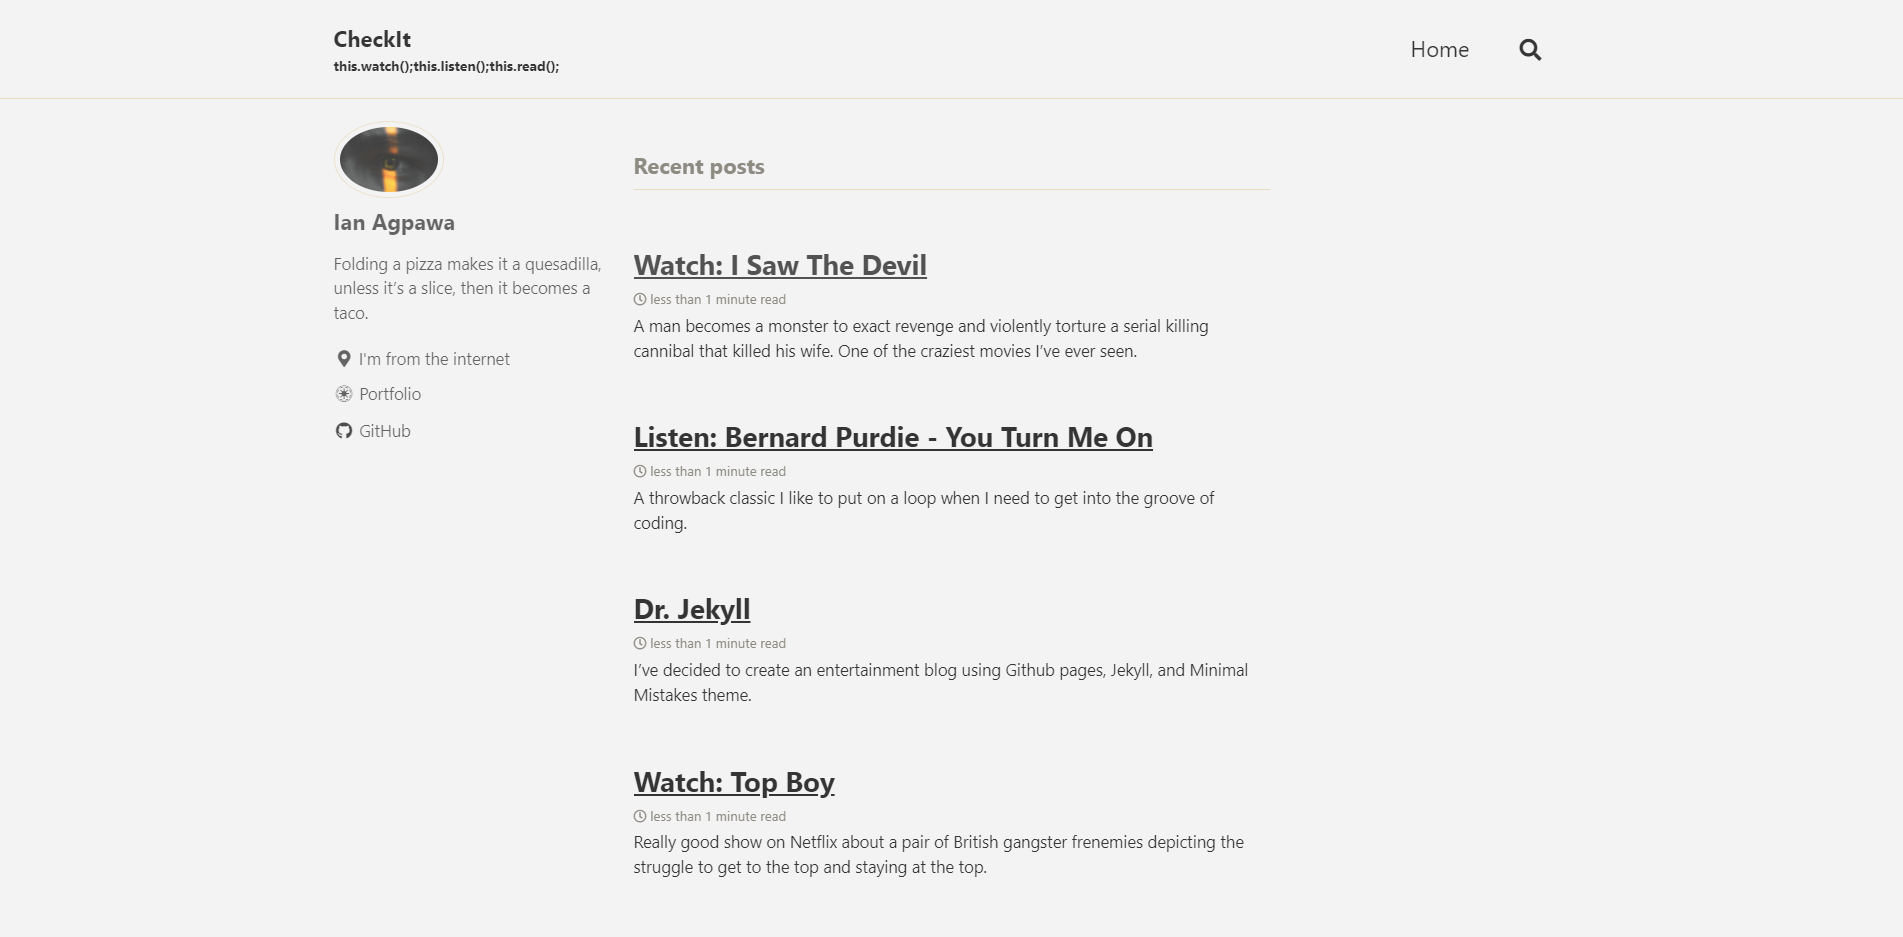 CheckIt
this.watch();this.listen();this.read();
Home
Ian Agpawa
Folding a pizza makes it a quesadilla,
unless it’s a slice, then it becomes a
taco.
I'm from the internet
Portfolio
GitHub
Recent posts
Watch: I Saw The Devil
less than 1 minute read
A man becomes a monster to exact revenge and violently torture a serial killing
cannibal that killed his wife. One of the craziest movies I’ve ever seen.
Listen: Bernard Purdie - You Turn Me On
less than 1 minute read
A throwback classic I like to put on a loop when I need to get into the groove of
coding.
Dr. Jekyll
less than 1 minute read
I’ve decided to create an entertainment blog using Github pages, Jekyll, and Minimal
Mistakes theme.
Watch: Top Boy
less than 1 minute read
Really good show on Netflix about a pair of British gangster frenemies depicting the
struggle to get to the top and staying at the top.